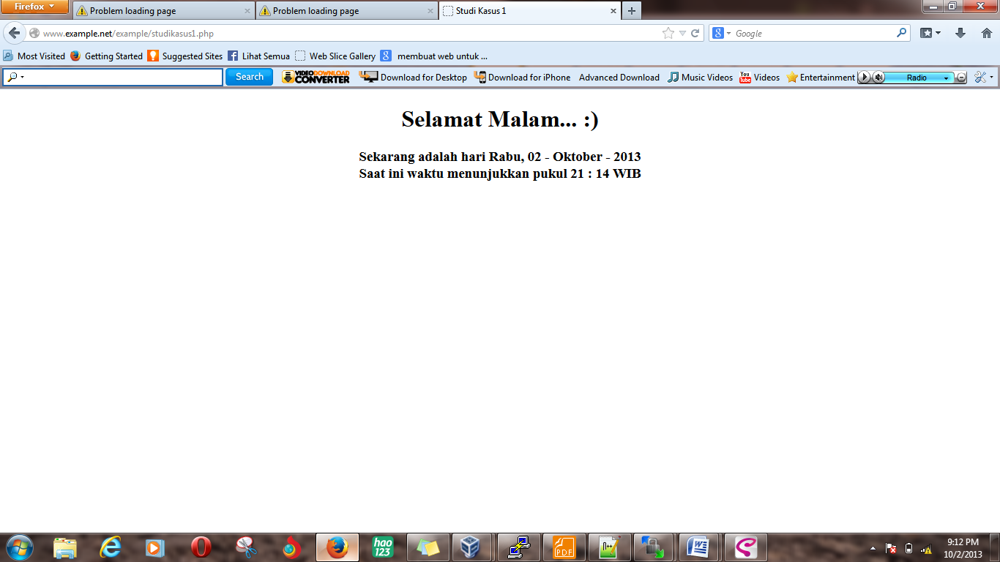 Firefox
Problem loading page
Problem loading page
Studi Kasus 1
www.example.net/example/studikasus1.php
Google
Most Visited Getting Started Suggested Sites Lihat Semua Web Slice Gallery membuat web untuk ...
Search VIDEO DOWNLOAD CONVERTER Download for Desktop Download for iPhone Advanced Download Music Videos You Tube Videos Entertainment Radio
Selamat Malam... :)
Sekarang adalah hari Rabu, 02 - Oktober - 2013
Saat ini waktu menunjukkan pukul 21 : 14 WIB
hao 123
PDF
9:12 PM
10/2/2013